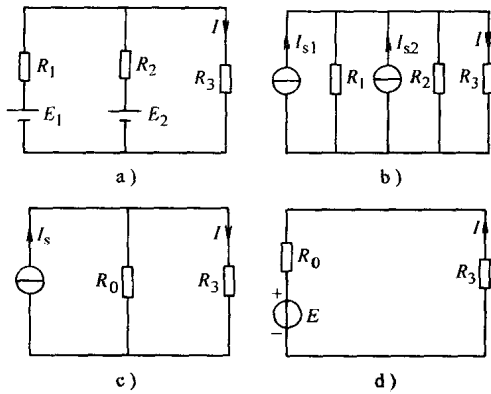 I
R₁
R₂
R₃
E₁
E₂
a)
Iₛ₁
Iₛ₂
I
R₁
R₂
R₃
b)
Iₛ
I
R₀
R₃
c)
R₀
I
R₃
+
E
−
d)